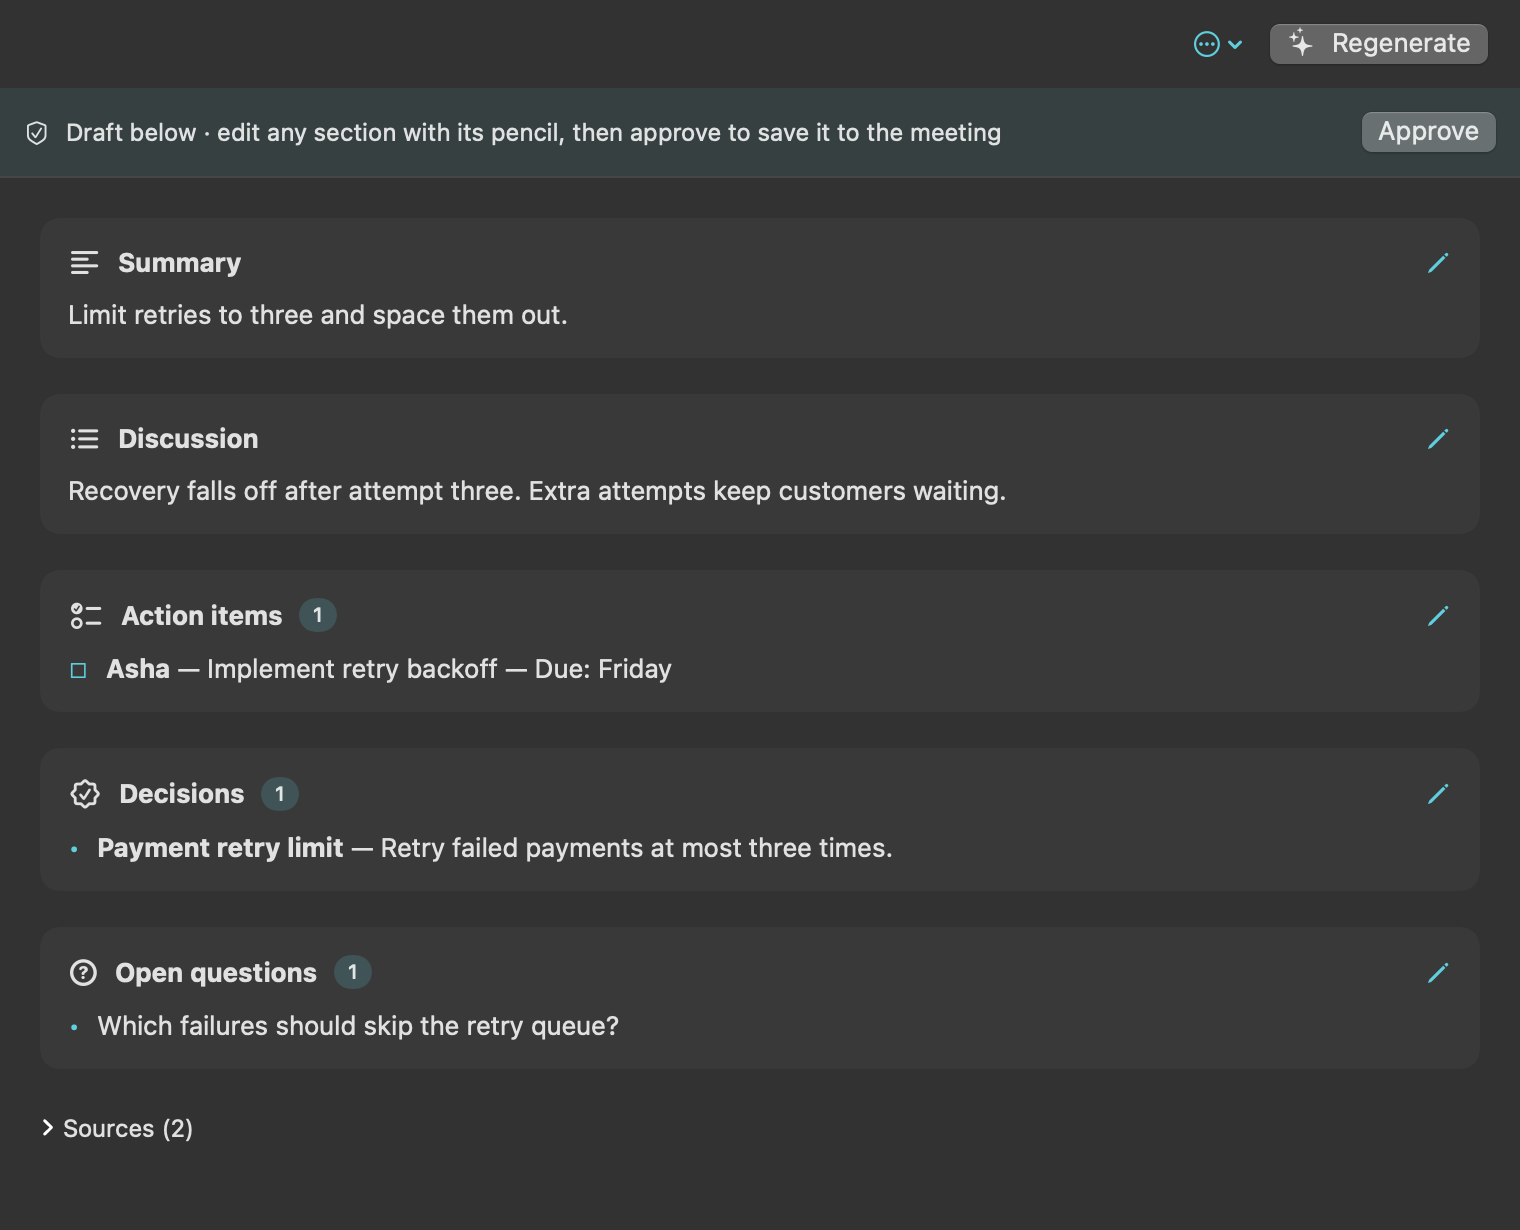 Regenerate
Draft below · edit any section with its pencil, then approve to save it to the meeting
Approve
Summary
Limit retries to three and space them out.
Discussion
Recovery falls off after attempt three. Extra attempts keep customers waiting.
Action items 1
Asha — Implement retry backoff — Due: Friday
Decisions 1
Payment retry limit — Retry failed payments at most three times.
Open questions 1
Which failures should skip the retry queue?
Sources (2)